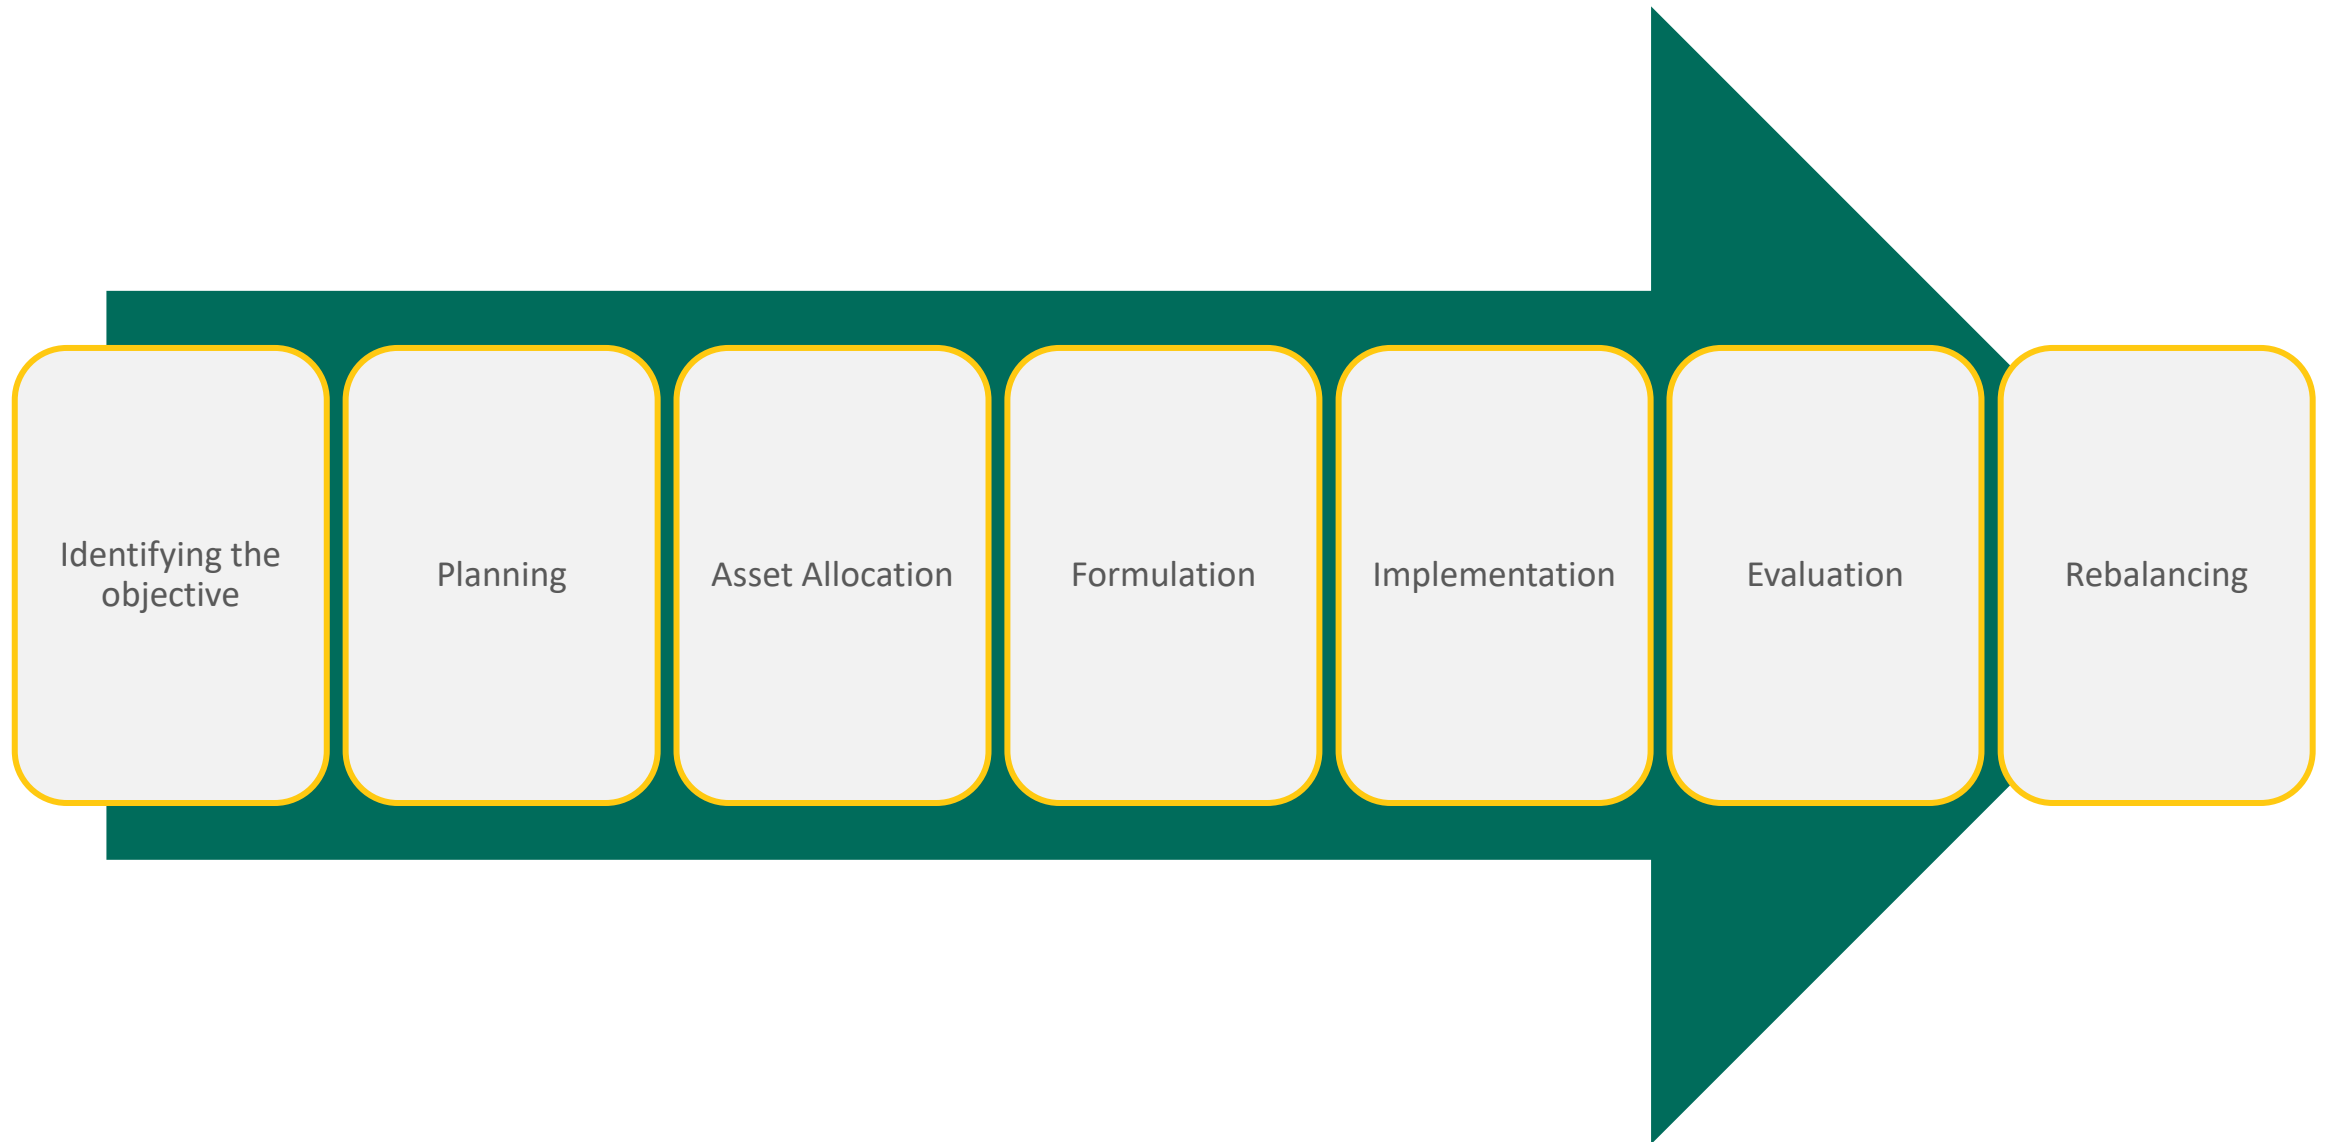 Identifying the
objective
Planning
Asset Allocation
Formulation
Implementation
Evaluation
Rebalancing